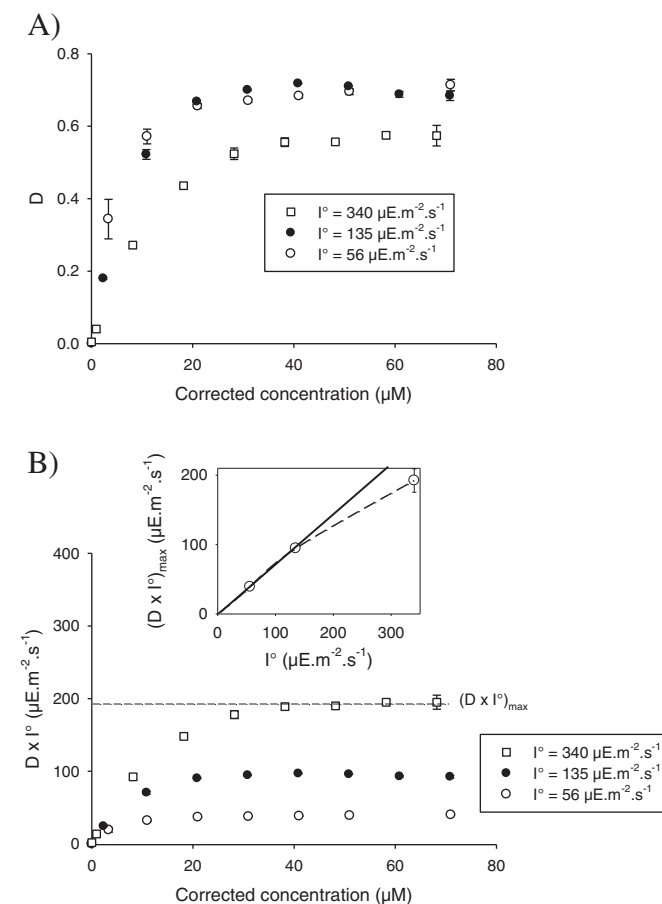 A)
0.8
0.6
0.4
0.2
0.0
D
I° = 340 µE.m-2.s-1
I° = 135 µE.m-2.s-1
I° = 56 µE.m-2.s-1
0 20 40 60 80
Corrected concentration (µM)
B)
200
100
0
(D x I°)max (µE.m-2.s-1)
0 100 200 300
I° (µE.m-2.s-1)
400
300
200
100
0
D x I° (µE.m-2.s-1)
(D x I°)max
I° = 340 µE.m-2.s-1
I° = 135 µE.m-2.s-1
I° = 56 µE.m-2.s-1
0 20 40 60 80
Corrected concentration (µM)